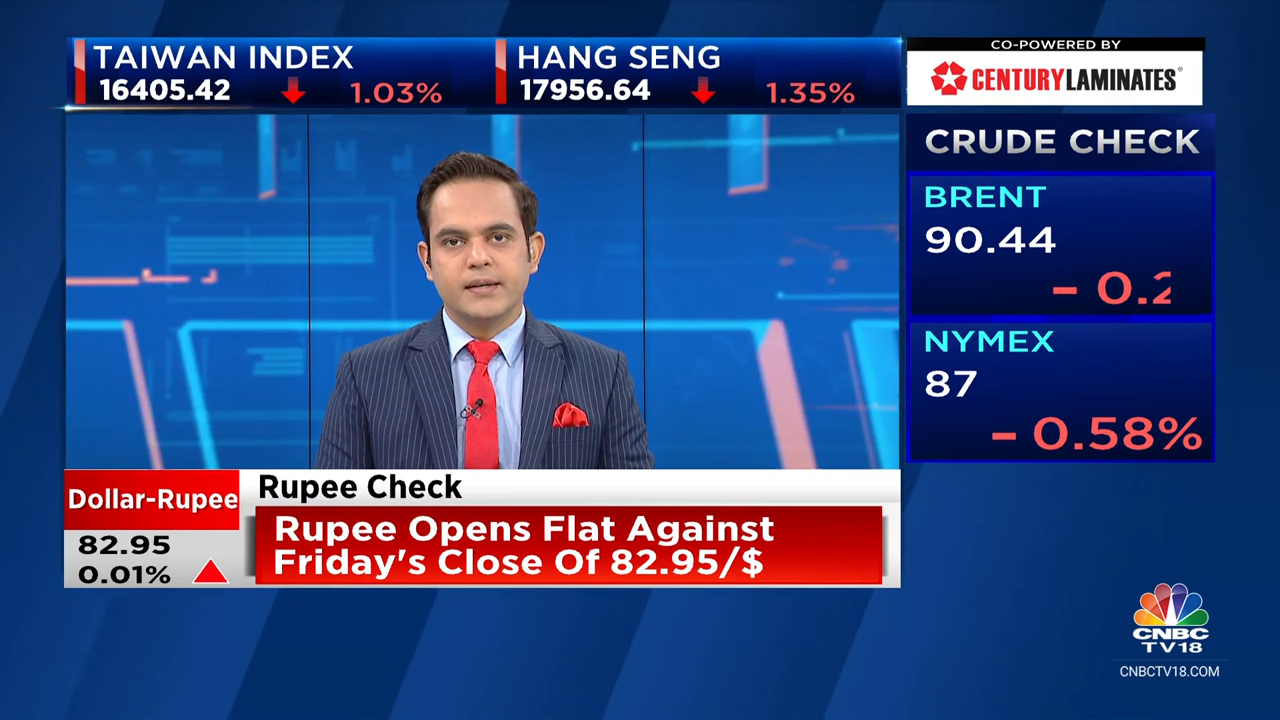 TAIWAN INDEX
16405.42 1.03%
HANG SENG
17956.64 1.35%
CO-POWERED BY
CENTURYLAMINATES®
CRUDE CHECK
BRENT
90.44
– 0.2
NYMEX
87
– 0.58%
Dollar-Rupee
82.95
0.01%
Rupee Check
Rupee Opens Flat Against
Friday's Close Of 82.95/$
CNBC
TV18
CNBCTV18.COM